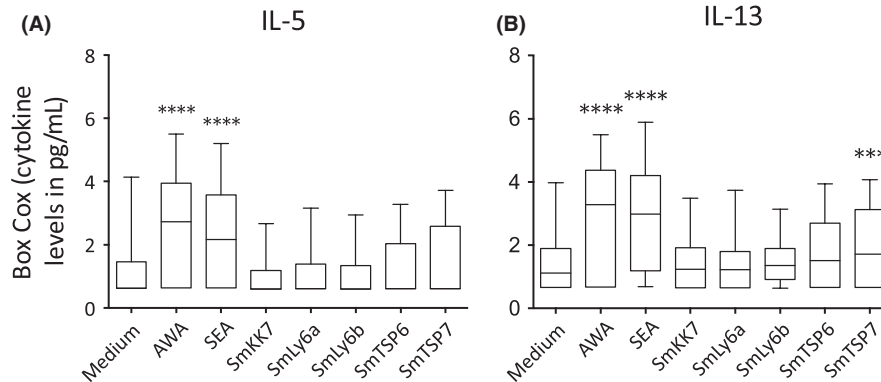 (A) IL-5
(B) IL-13
Box Cox (cytokine
levels in pg/mL)
8
6
4
2
0
**** ****
Medium AWA SEA SmKK7 SmLy6a SmLy6b SmTSP6 SmTSP7
8
6
4
2
0
**** **** ***
Medium AWA SEA SmKK7 SmLy6a SmLy6b SmTSP6 SmTSP7